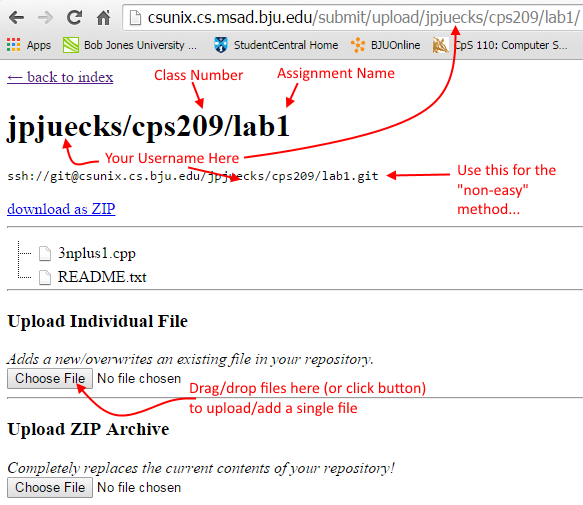 csunix.cs.msad.bju.edu/submit/upload/jpjuecks/cps209/lab1/
Apps Bob Jones University ... StudentCentral Home BJUOnline CpS 110: Computer S...
← back to index
Class Number
Assignment Name
jpjuecks/cps209/lab1
Your Username Here
ssh://git@csunix.cs.bju.edu/jpjuecks/cps209/lab1.git
Use this for the
"non-easy"
method...
download as ZIP
3nplus1.cpp
README.txt
Upload Individual File
Adds a new/overwrites an existing file in your repository.
Choose File No file chosen
Drag/drop files here (or click button)
to upload/add a single file
Upload ZIP Archive
Completely replaces the current contents of your repository!
Choose File No file chosen